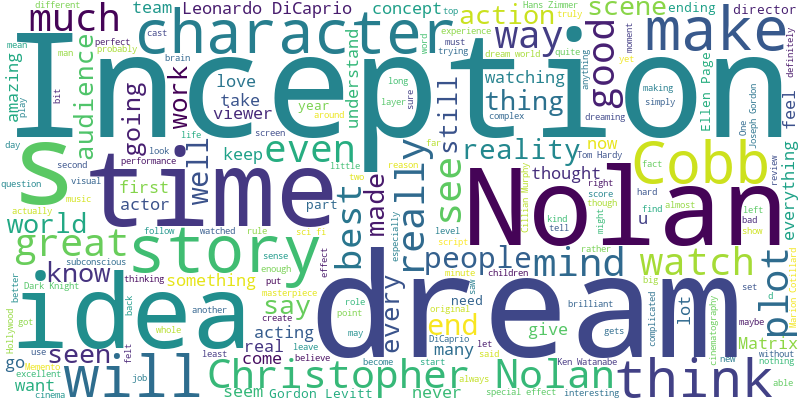 different
much
team
Leonardo DiCaprio
concept
top
Hans Zimmer
truly
scene
ending
director
mean
man
probably
perfect
cast
character
experience
must
trying
action
way
make
moment
yet
definitely
amazing
play
bit
audience
going
work
brain
love
take
viewer
year
understand
word
watching
dream world
quite
thing
anything
good
making
simply
Ellen Page
Joseph Gordon
One
feel
Inception
day
second
question
life
look
performance
screen
around
keep
even
long
layer
sure
still
complex
dreaming
reality
now
Tom Hardy
Cobb
fact
review
everything
s
time
visual
music
actually
well
first
actor
little
two
part
made
really
see
far
reason
thought
right
score
though
might
Cillian Murphy
hard
find
almost
u
left
bad
show
world
great
follow
watched
rule
sci fi
story
best
especially
level
script
people
kind
tell
mind
rather
watch
big
plot
Marion Cotillard
know
subconscious
Dark Knight
thinking
something
sense
enough
put
effect
masterpiece
say
every
minute
children
saw
original
end
need
brilliant
give
gets
complicated
lot
cinematography
set
d
maybe
Matrix
without
nothing
Nolan
better
Hollywood
got
use
go
seen
Memento
felt
idea
back
another
whole
create
acting
role
point
may
DiCaprio
many
let
said
Ken Watanabe
new
dream
want
excellent
cinema
job
will
least
real
come
leave
believe
become
start
seem
Gordon Levitt
Christopher Nolan
never
always
special effect
interesting
think
able